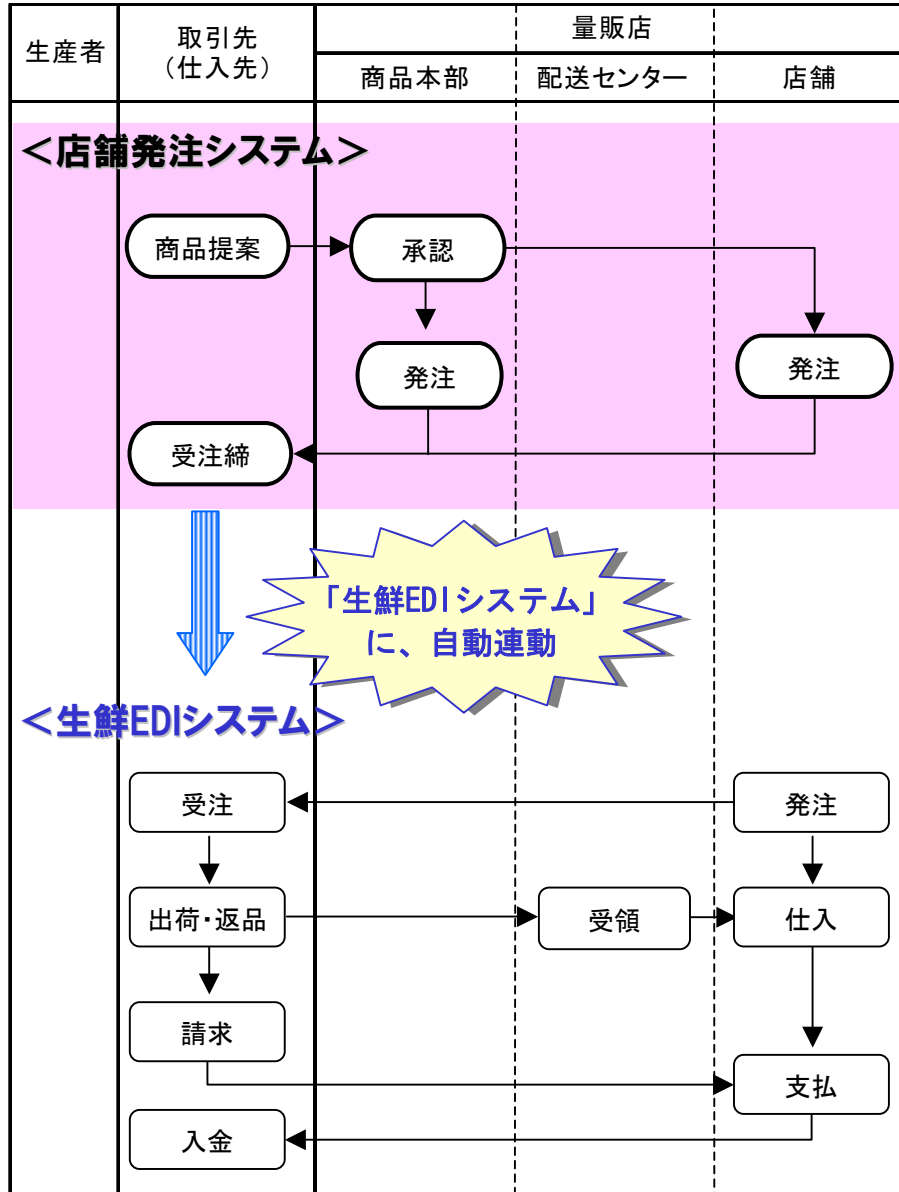 生産者
取引先
（仕入先）
量販店
商品本部
配送センター
店舗
＜店舗発注システム＞
商品提案
承認
発注
発注
受注締
「生鮮EDIシステム」
に、自動連動
＜生鮮EDIシステム＞
受注
発注
出荷・返品
受領
仕入
請求
支払
入金